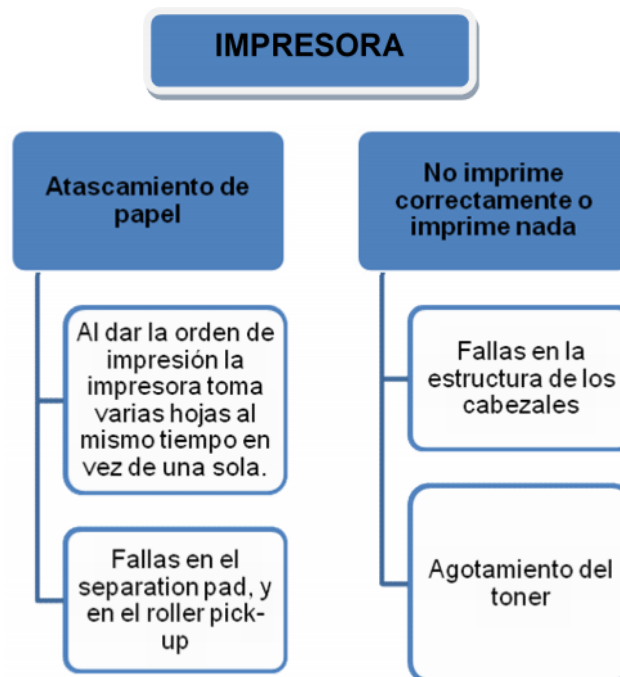 IMPRESORA
Atascamiento de
papel
Al dar la orden de
impresión la
impresora toma
varias hojas al
mismo tiempo en
vez de una sola.
Fallas en el
separation pad, y
en el roller pick-
up
No imprime
correctamente o
imprime nada
Fallas en la
estructura de los
cabezales
Agotamiento del
toner